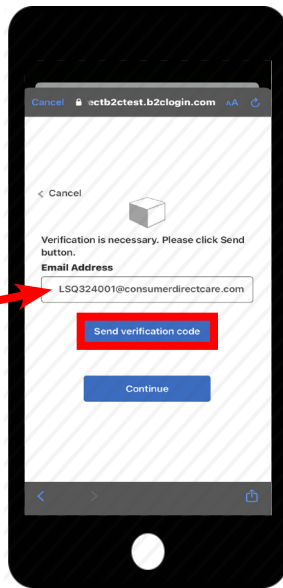 Cancel ectb2ctest.b2clogin.com AA
< Cancel
Verification is necessary. Please click Send
button.
Email Address
LSQ324001@consumerdirectcare.com
Send verification code
Continue